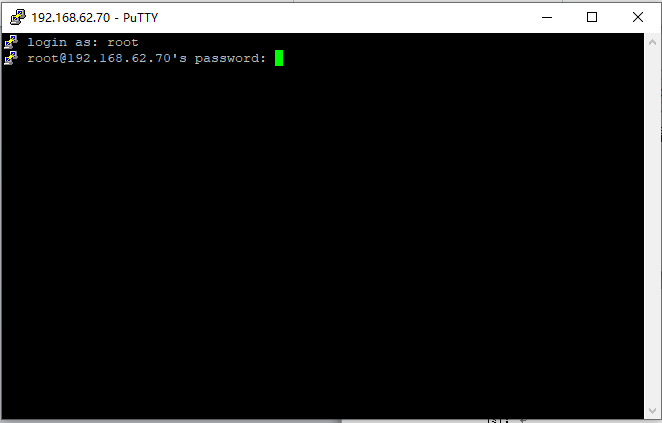 192.168.62.70 - PuTTY
login as: root
root@192.168.62.70's password: